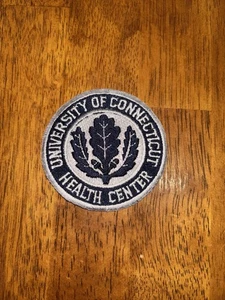 UNIVERSITY OF CONNECTICUT
HEALTH CENTER